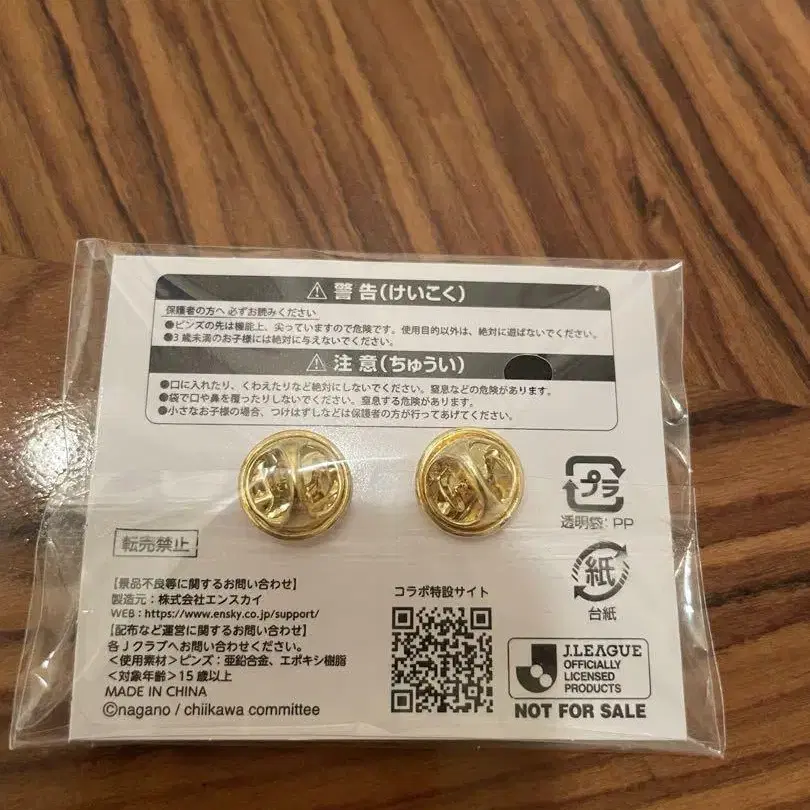 ⚠ 警告(けいこく)
保護者の方へ 必ずお読みください
●ピンズの先は機能上、尖っていますので危険です。使用目的以外は、絶対に遊ばないでください。
●3歳未満のお子様には絶対に与えないでください。
⚠ 注意(ちゅうい)
●口に入れたり、くわえたりなど絶対にしないでください。窒息などの危険があります。
●袋で口や鼻を覆ったりしないでください。窒息する危険があります。
●小さなお子様の場合、つけはずしなどは保護者の方が行ってあげてください。
プラ
透明袋: PP
紙
台紙
転売禁止
【景品不良等に関するお問い合わせ】
製造元：株式会社エンスカイ
WEB：https://www.ensky.co.jp/support/
【配布など運営に関するお問い合わせ】
各Jクラブへお問い合わせください。
＜使用素材＞ピンズ：亜鉛合金、エポキシ樹脂
＜対象年齢＞15歳以上
MADE IN CHINA
©nagano / chiikawa committee
コラボ特設サイト
J.LEAGUE
OFFICIALLY
LICENSED
PRODUCTS
NOT FOR SALE